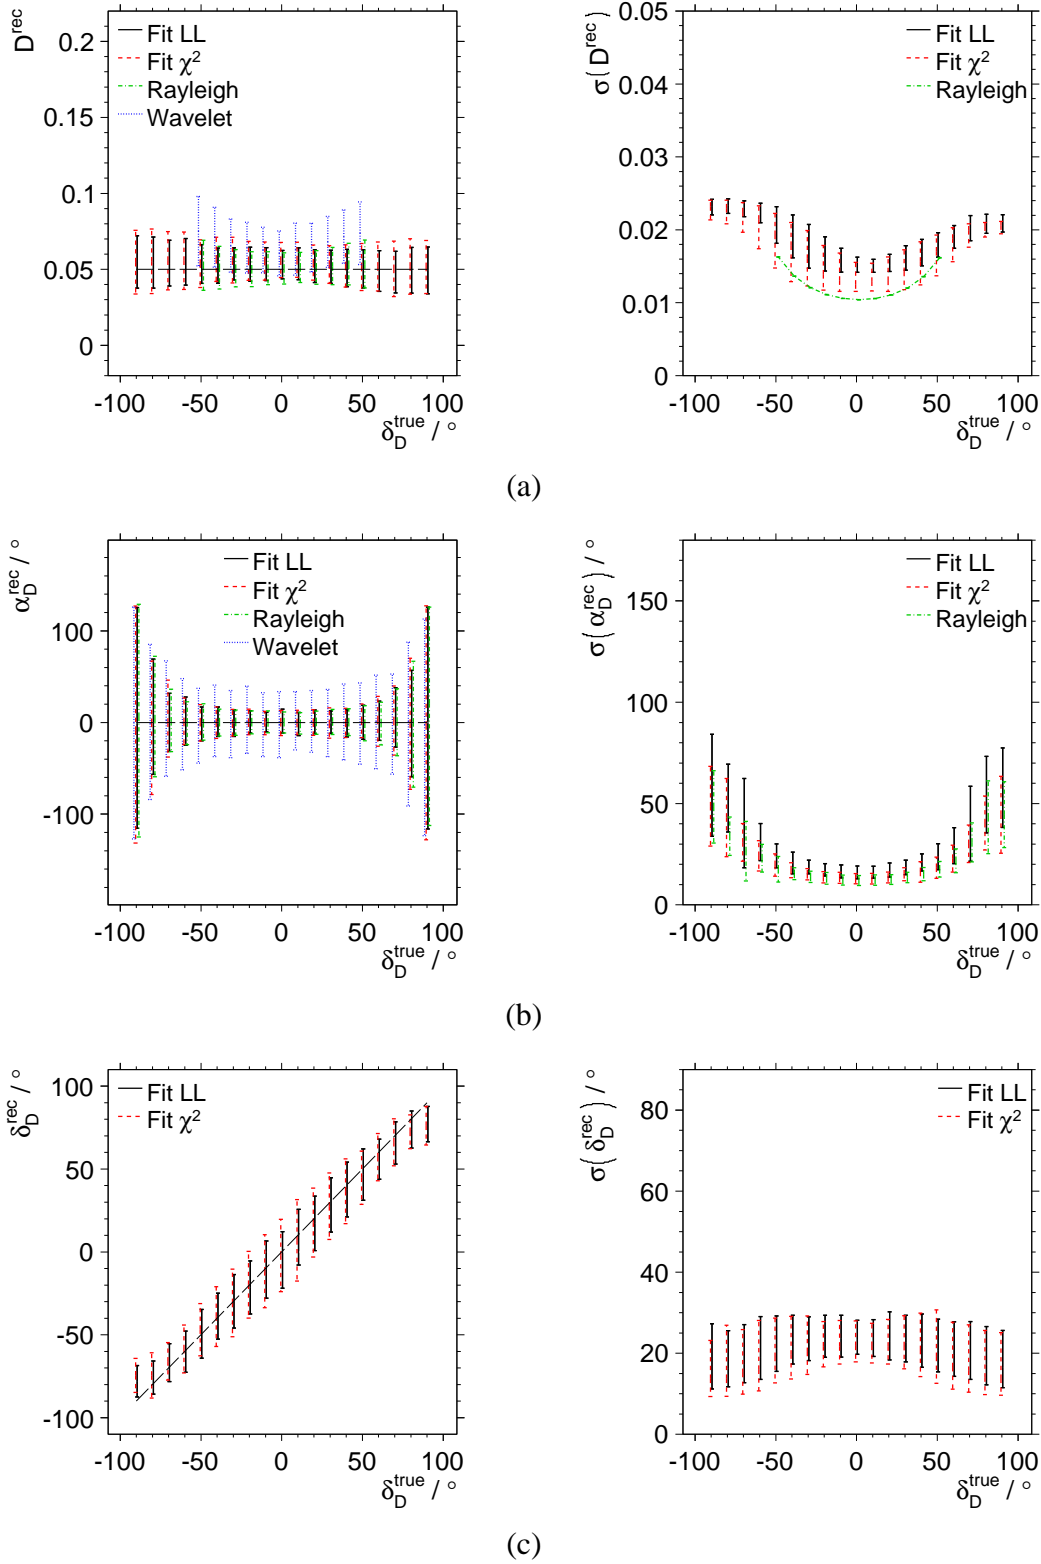 D^rec
0.2
0.15
0.1
0.05
0
-100 -50 0 50 100
δ_D^true / °
Fit LL
Fit χ²
Rayleigh
Wavelet
σ(D^rec)
0.05
0.04
0.03
0.02
0.01
0
-100 -50 0 50 100
δ_D^true / °
Fit LL
Fit χ²
Rayleigh
(a)
α_D^rec / °
100
0
-100
-100 -50 0 50 100
δ_D^true / °
Fit LL
Fit χ²
Rayleigh
Wavelet
σ(α_D^rec) / °
150
100
50
0
-100 -50 0 50 100
δ_D^true / °
Fit LL
Fit χ²
Rayleigh
(b)
δ_D^rec / °
100
50
0
-50
-100
-100 -50 0 50 100
δ_D^true / °
Fit LL
Fit χ²
σ(δ_D^rec) / °
80
60
40
20
0
-100 -50 0 50 100
δ_D^true / °
Fit LL
Fit χ²
(c)